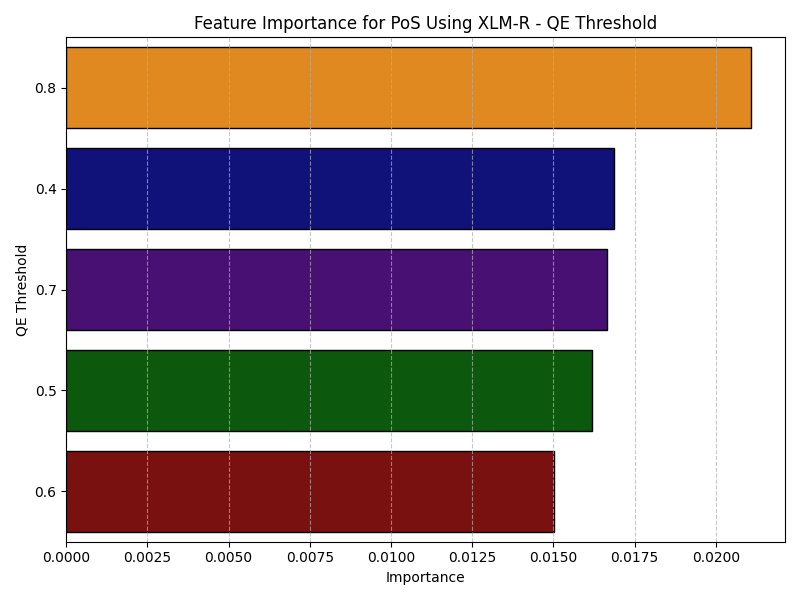 Feature Importance for PoS Using XLM-R - QE Threshold
QE Threshold
0.8
0.4
0.7
0.5
0.6
0.0000 0.0025 0.0050 0.0075 0.0100 0.0125 0.0150 0.0175 0.0200
Importance